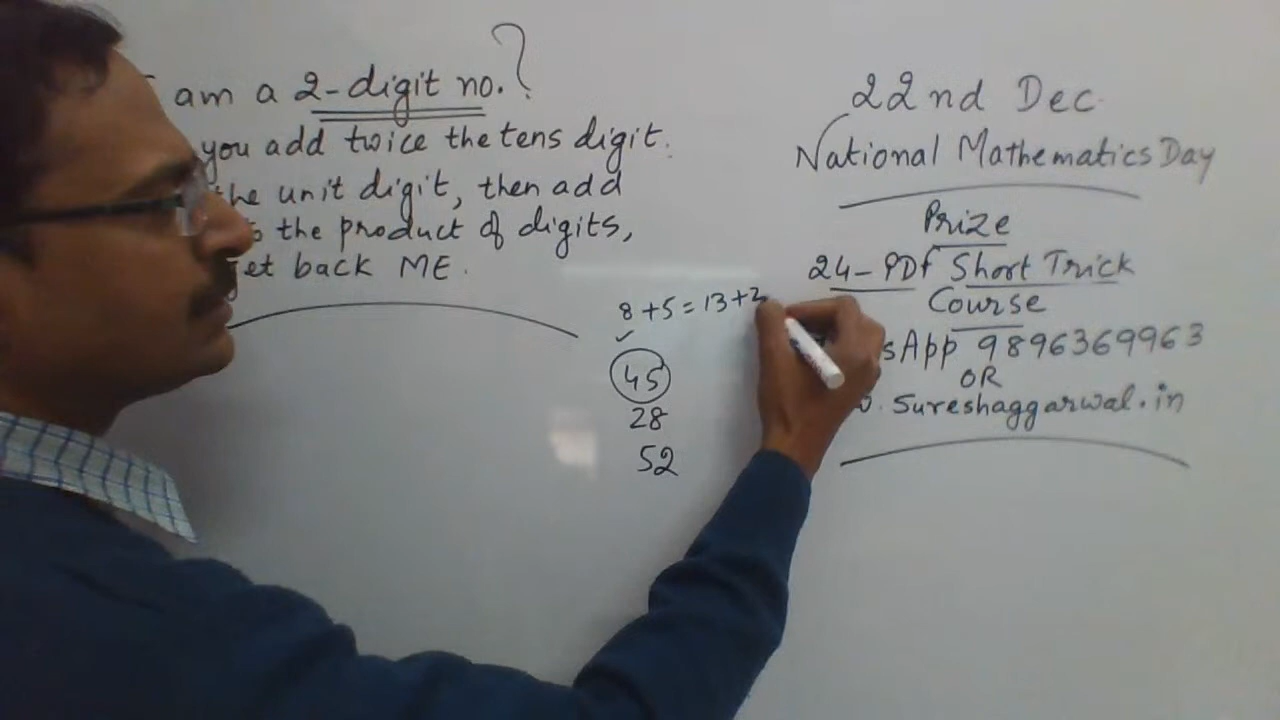 am a 2-digit no.?
you add twice the tens digit.
the unit digit, then add
the product of digits,
get back ME.
8 + 5 = 13 + 2
45
28
52
22nd Dec
National Mathematics Day
Prize
24-PDF Short Trick
Course
sApp 9896369963
OR
Sureshaggarwal.in